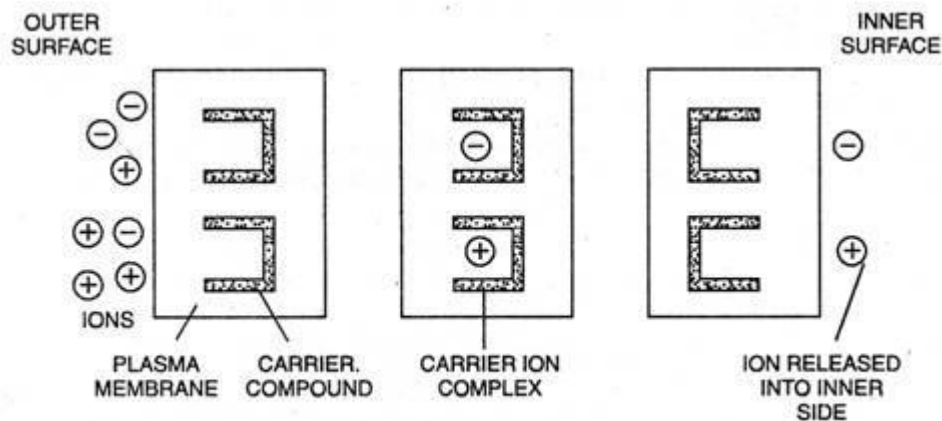 OUTER
SURFACE
INNER
SURFACE
IONS
PLASMA
MEMBRANE
CARRIER.
COMPOUND
CARRIER ION
COMPLEX
ION RELEASED
INTO INNER
SIDE